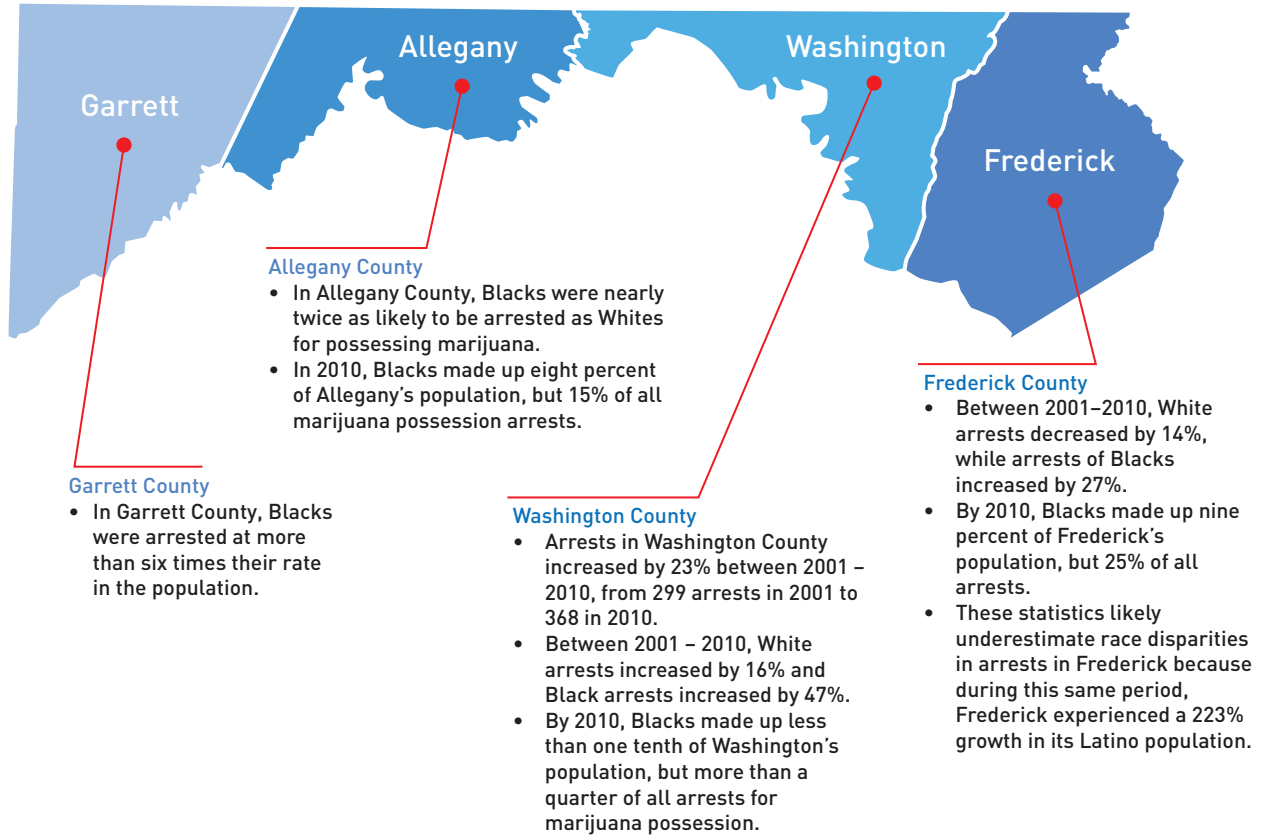 Garrett
Allegany
Washington
Frederick
Allegany County
• In Allegany County, Blacks were nearly
twice as likely to be arrested as Whites
for possessing marijuana.
• In 2010, Blacks made up eight percent
of Allegany's population, but 15% of all
marijuana possession arrests.
Garrett County
• In Garrett County, Blacks
were arrested at more
than six times their rate
in the population.
Washington County
• Arrests in Washington County
increased by 23% between 2001 –
2010, from 299 arrests in 2001 to
368 in 2010.
• Between 2001 – 2010, White
arrests increased by 16% and
Black arrests increased by 47%.
• By 2010, Blacks made up less
than one tenth of Washington's
population, but more than a
quarter of all arrests for
marijuana possession.
Frederick County
• Between 2001–2010, White
arrests decreased by 14%,
while arrests of Blacks
increased by 27%.
• By 2010, Blacks made up nine
percent of Frederick's
population, but 25% of all
arrests.
• These statistics likely
underestimate race disparities
in arrests in Frederick because
during this same period,
Frederick experienced a 223%
growth in its Latino population.